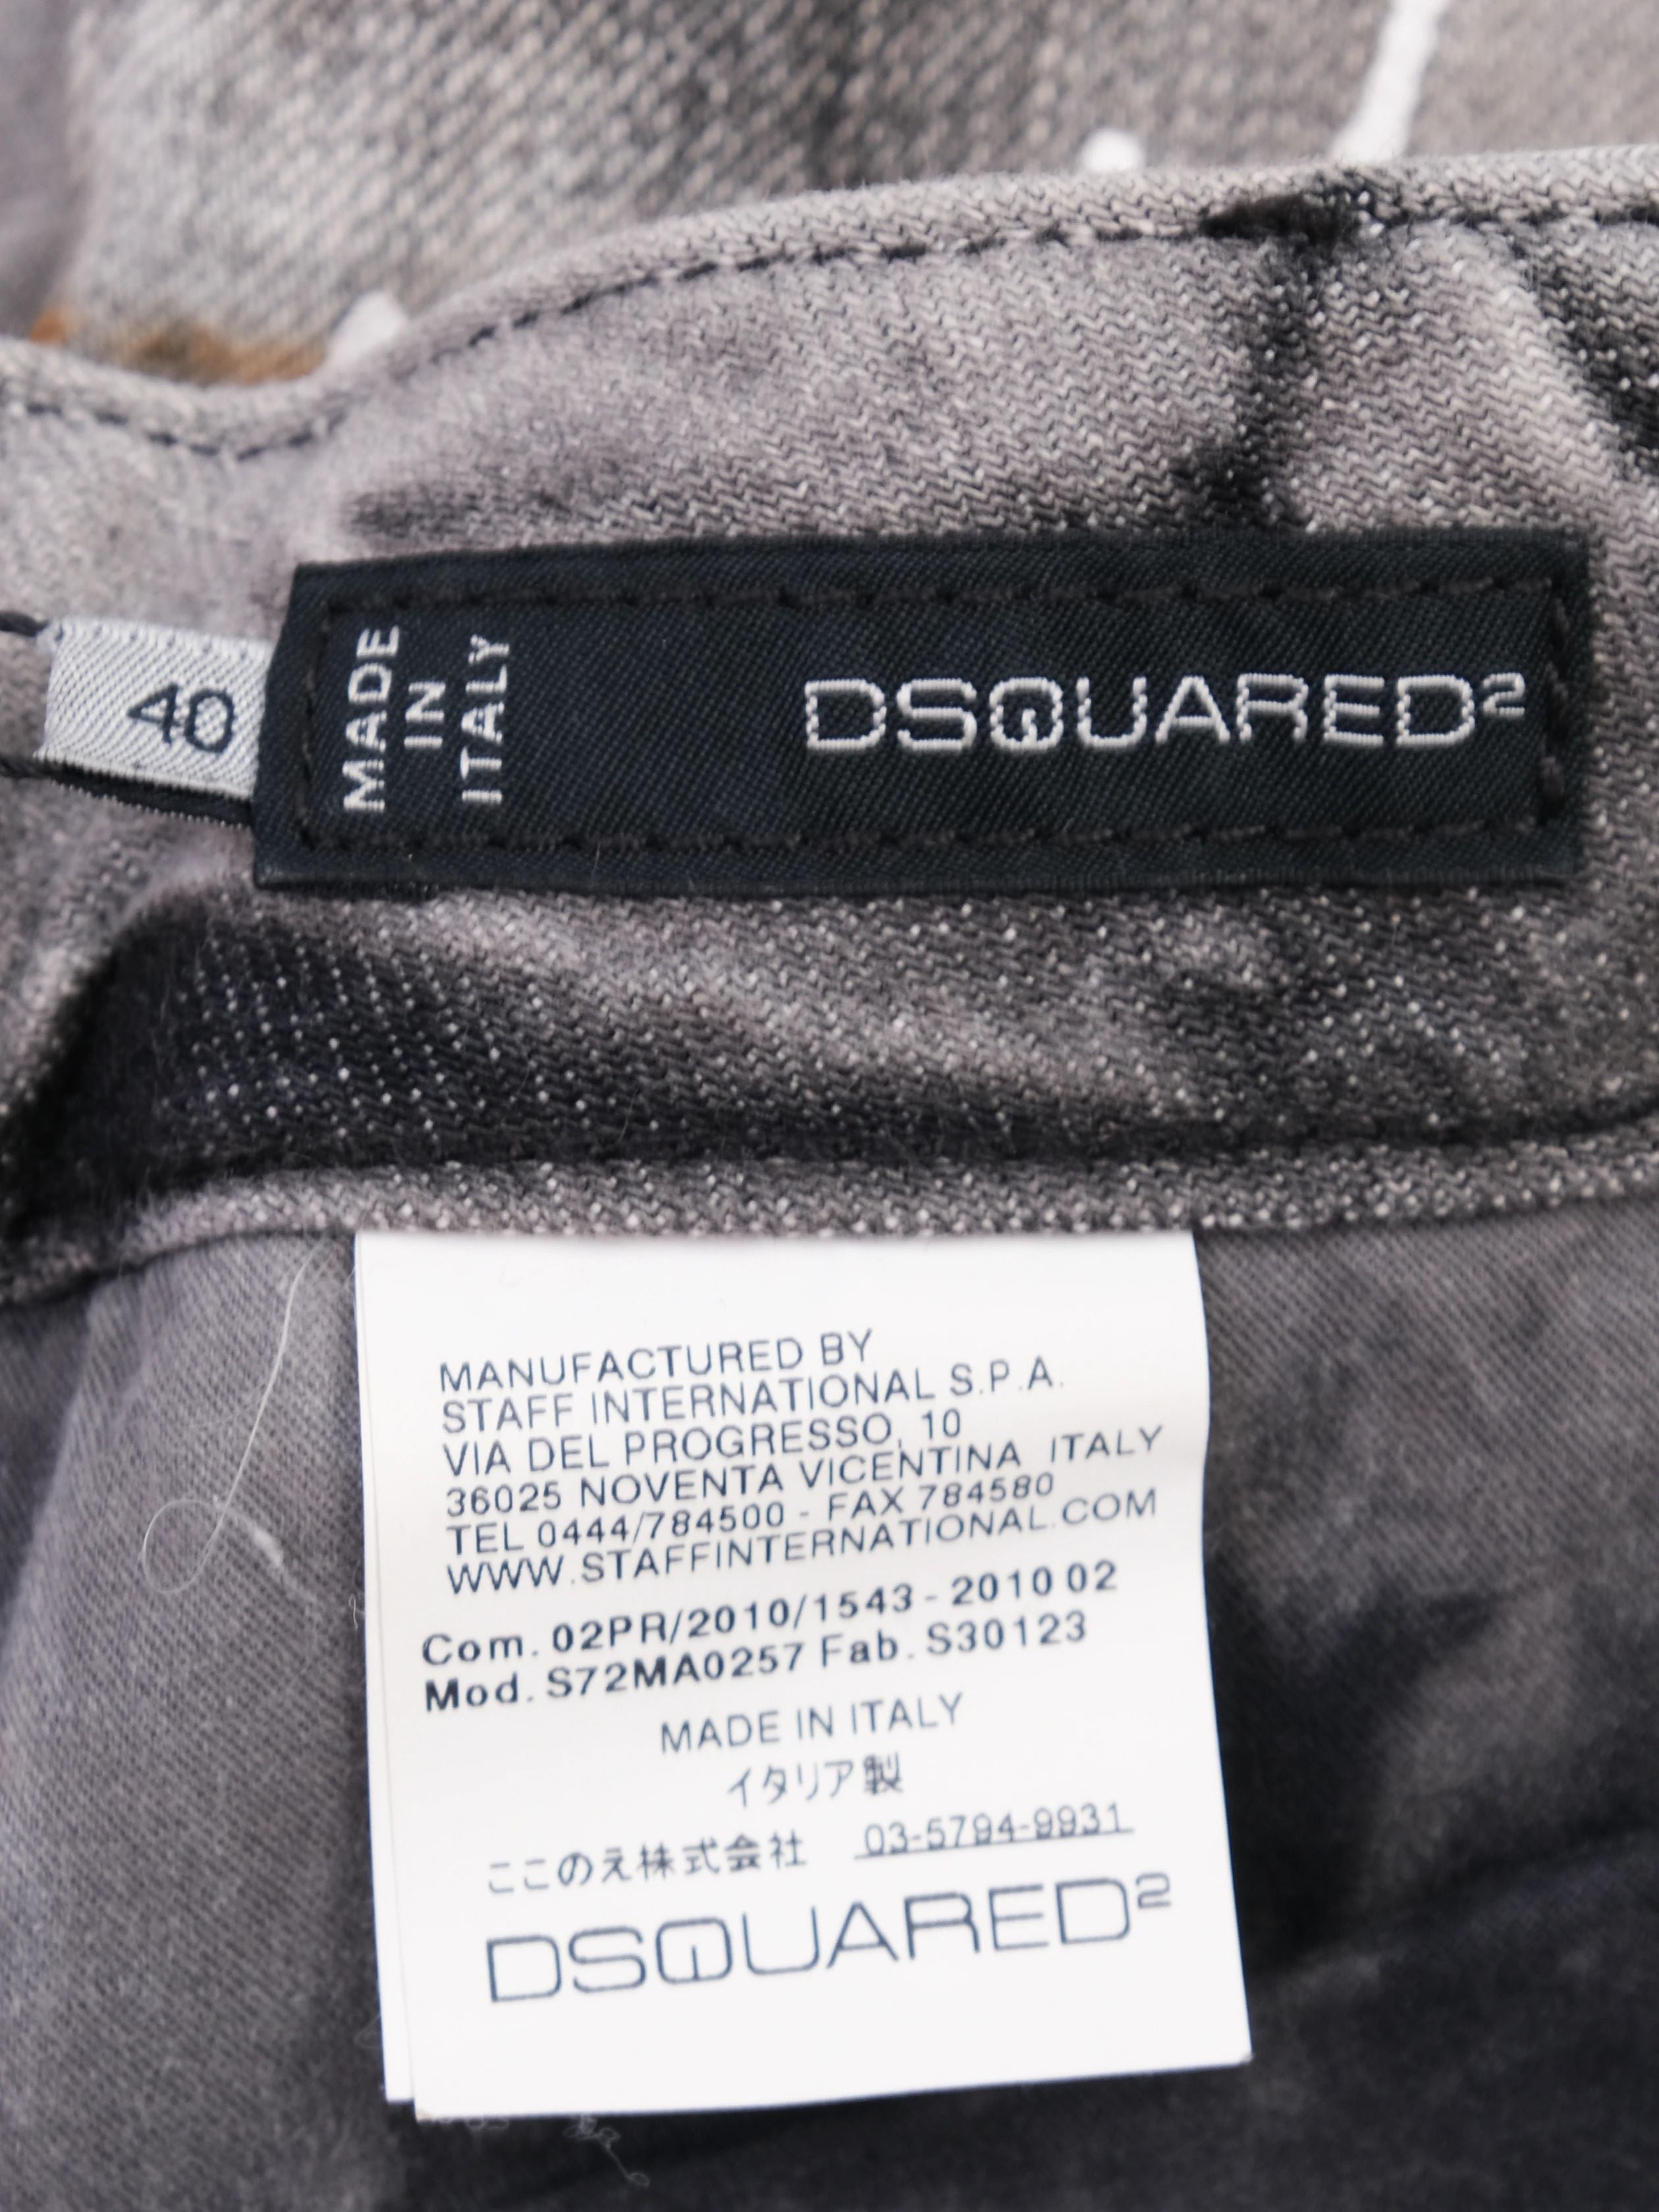 40
MADE
IN
ITALY
DSQUARED2
MANUFACTURED BY
STAFF INTERNATIONAL S.P.A.
VIA DEL PROGRESSO, 10
36025 NOVENTA VICENTINA ITALY
TEL 0444/784500 - FAX 784580
WWW.STAFFINTERNATIONAL.COM
Com. 02PR/2010/1543 - 2010 02
Mod. S72MA0257 Fab. S30123
MADE IN ITALY
イタリア製
ここのえ株式会社 03-5794-9931
DSQUARED2